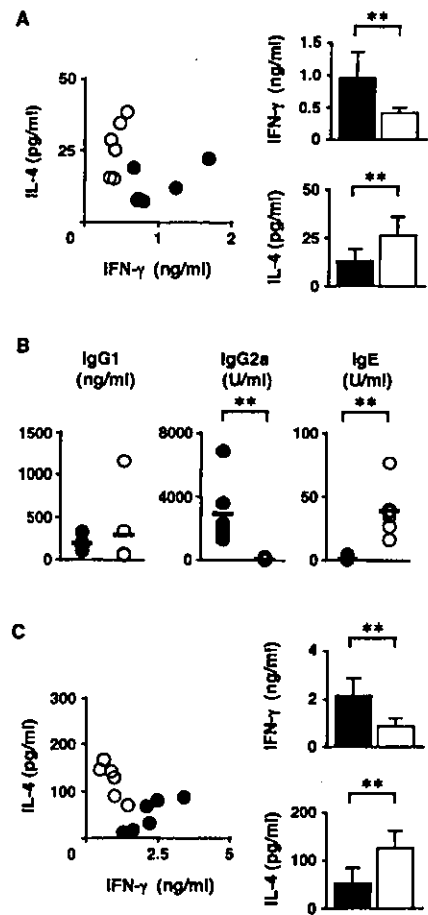 A
**
50
25
0
IL-4 (pg/ml)
0 1 2
IFN-γ (ng/ml)
1.5
1.0
0.5
0
IFN-γ (ng/ml)
**
50
25
0
IL-4 (pg/ml)
B
IgG1 (ng/ml)
IgG2a (U/ml)
IgE (U/ml)
** **
1500
1000
500
0
8000
4000
0
100
50
0
C
**
300
200
100
0
IL-4 (pg/ml)
2.5 5
IFN-γ (ng/ml)
4
2
0
IFN-γ (ng/ml)
**
200
100
0
IL-4 (pg/ml)